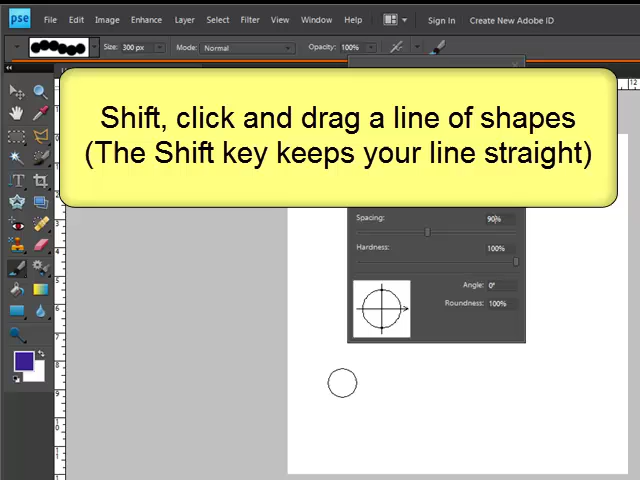 pse File Edit Image Enhance Layer Select Filter View Window Help Sign In Create New Adobe ID
Size: 300 px Mode: Normal Opacity: 100%
12
Shift, click and drag a line of shapes
(The Shift key keeps your line straight)
Spacing: 90%
Hardness: 100%
Angle: 0°
Roundness: 100%